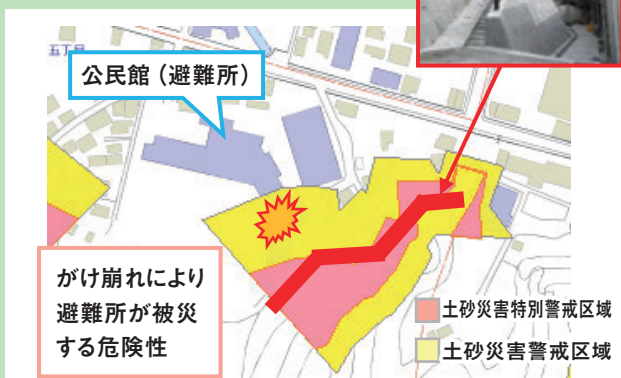 五丁目
公民館（避難所）
がけ崩れにより
避難所が被災
する危険性
土砂災害特別警戒区域
土砂災害警戒区域